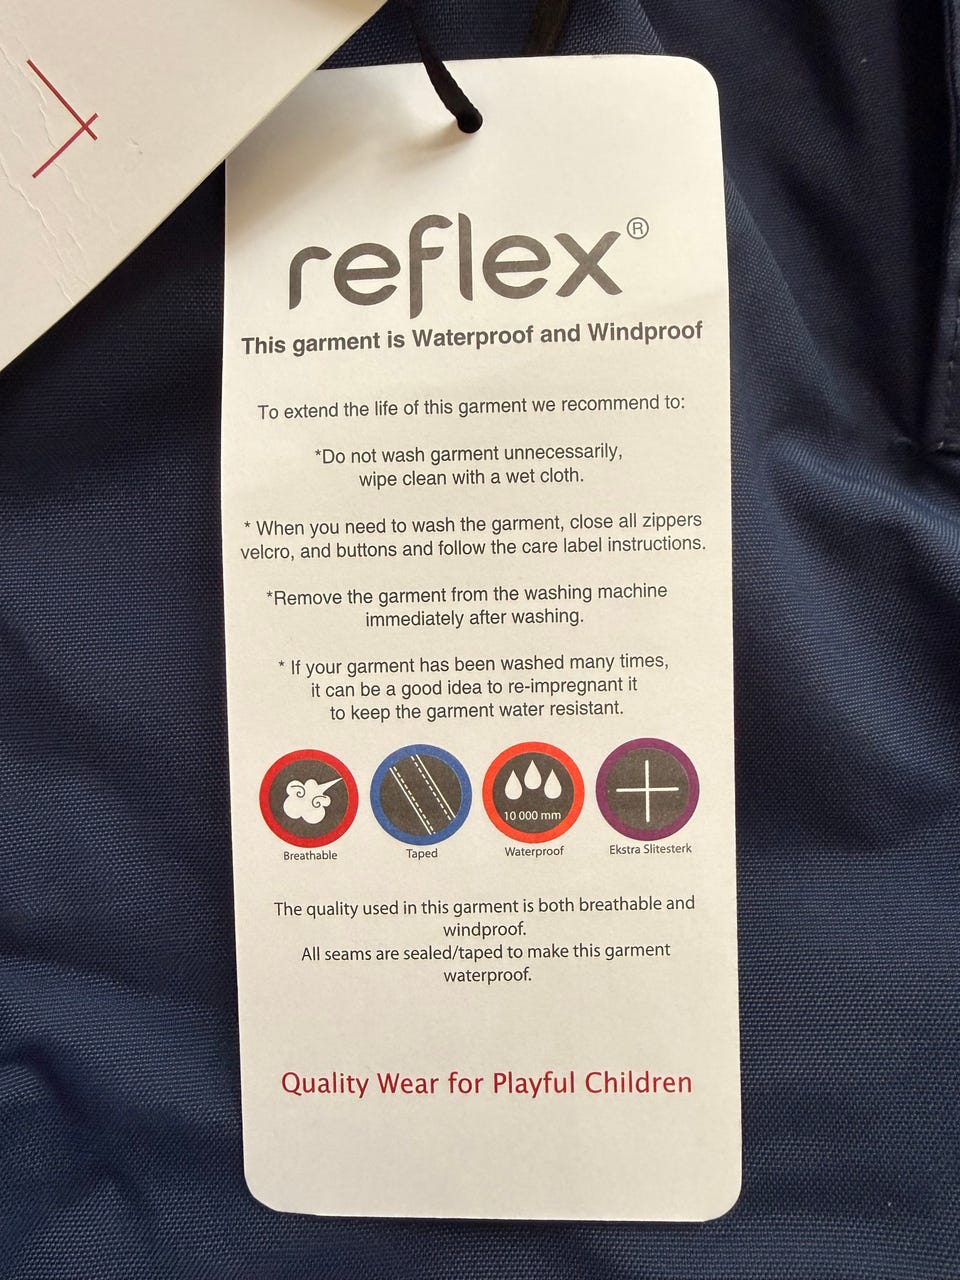 reflex®
This garment is Waterproof and Windproof
To extend the life of this garment we recommend to:
*Do not wash garment unnecessarily,
wipe clean with a wet cloth.
* When you need to wash the garment, close all zippers
velcro, and buttons and follow the care label instructions.
*Remove the garment from the washing machine
immediately after washing.
* If your garment has been washed many times,
it can be a good idea to re-impregnant it
to keep the garment water resistant.
10 000 mm
Breathable Taped Waterproof Ekstra Slitesterk
The quality used in this garment is both breathable and
windproof.
All seams are sealed/taped to make this garment
waterproof.
Quality Wear for Playful Children